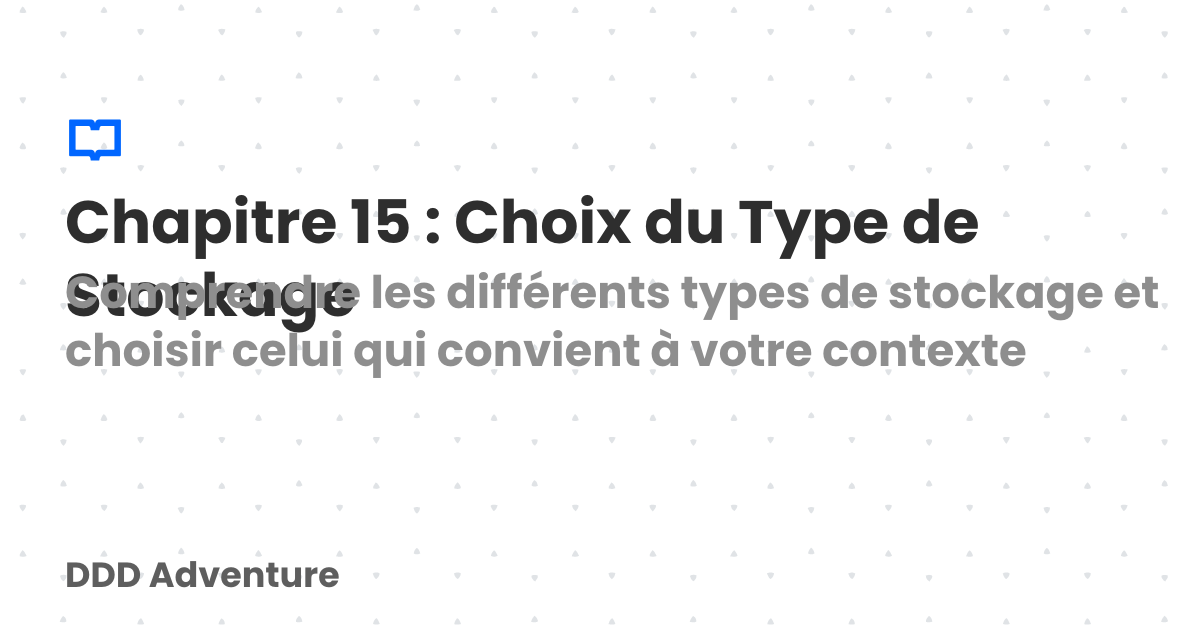 Chapitre 15 : Choix du Type de
Stockage
Comprendre les différents types de stockage et
choisir celui qui convient à votre contexte
DDD Adventure